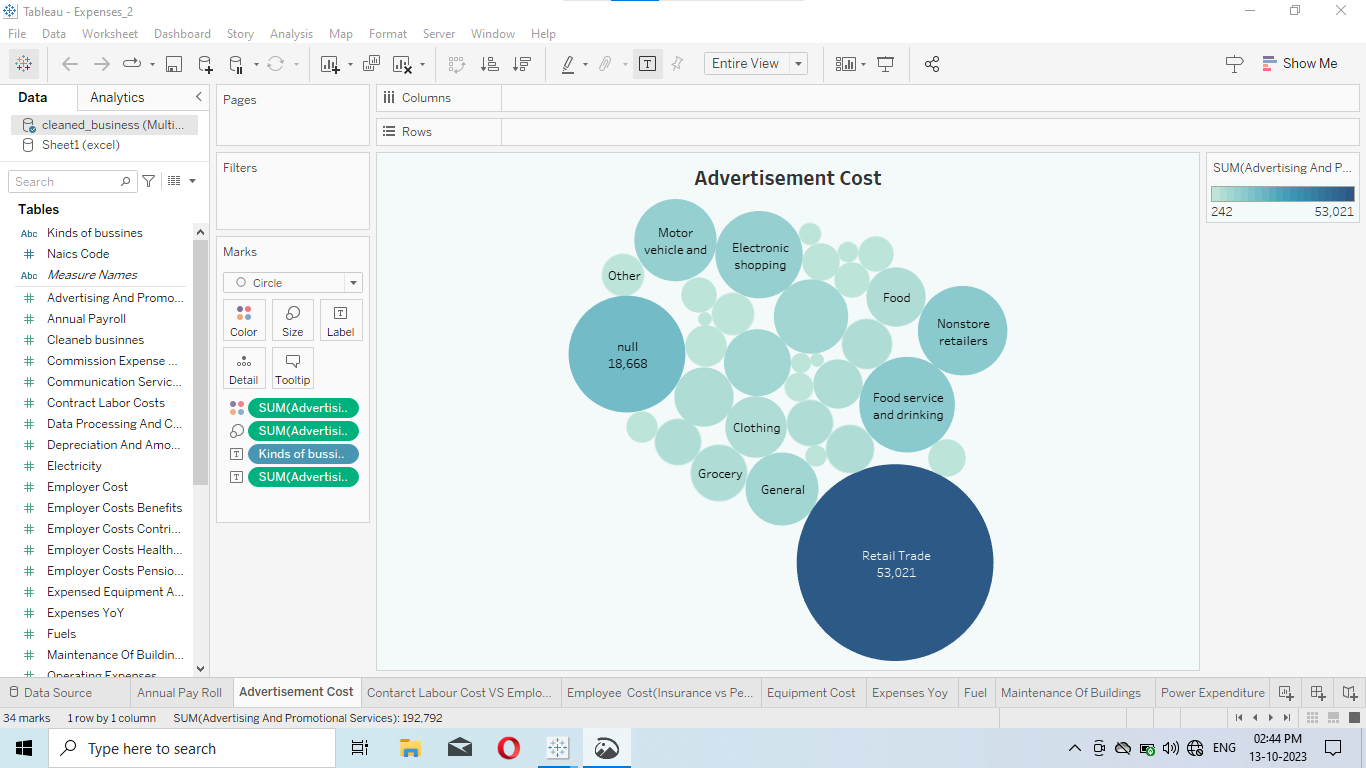 Tableau - Expenses_2
File Data Worksheet Dashboard Story Analysis Map Format Server Window Help
Entire View
Show Me
Data Analytics
cleaned_business (Multi...
Sheet1 (excel)
Search
Tables
Abc Kinds of bussines
# Naics Code
Abc Measure Names
# Advertising And Promo...
# Annual Payroll
# Cleaneb businnes
# Commission Expense ...
# Communication Servic...
# Contract Labor Costs
# Data Processing And C...
# Depreciation And Amo...
# Electricity
# Employer Cost
# Employer Costs Benefits
# Employer Costs Contri...
# Employer Costs Health...
# Employer Costs Pensio...
# Expensed Equipment A...
# Expenses YoY
# Fuels
# Maintenance Of Buildin...
# Operating Expenses
Pages
Filters
Marks
Circle
Color Size Label
Detail Tooltip
SUM(Advertisi..
SUM(Advertisi..
Kinds of bussi..
SUM(Advertisi..
Columns
Rows
Advertisement Cost
Motor
vehicle and
Electronic
shopping
Other
Food
Nonstore
retailers
null
18,668
Food service
and drinking
Clothing
Grocery
General
Retail Trade
53,021
SUM(Advertising And P...
242 53,021
Data Source Annual Pay Roll Advertisement Cost Contarct Labour Cost VS Emplo... Employee Cost(Insurance vs Pe... Equipment Cost Expenses Yoy Fuel Maintenance Of Buildings Power Expenditure
34 marks 1 row by 1 column SUM(Advertising And Promotional Services): 192,792
Type here to search
ENG
02:44 PM
13-10-2023